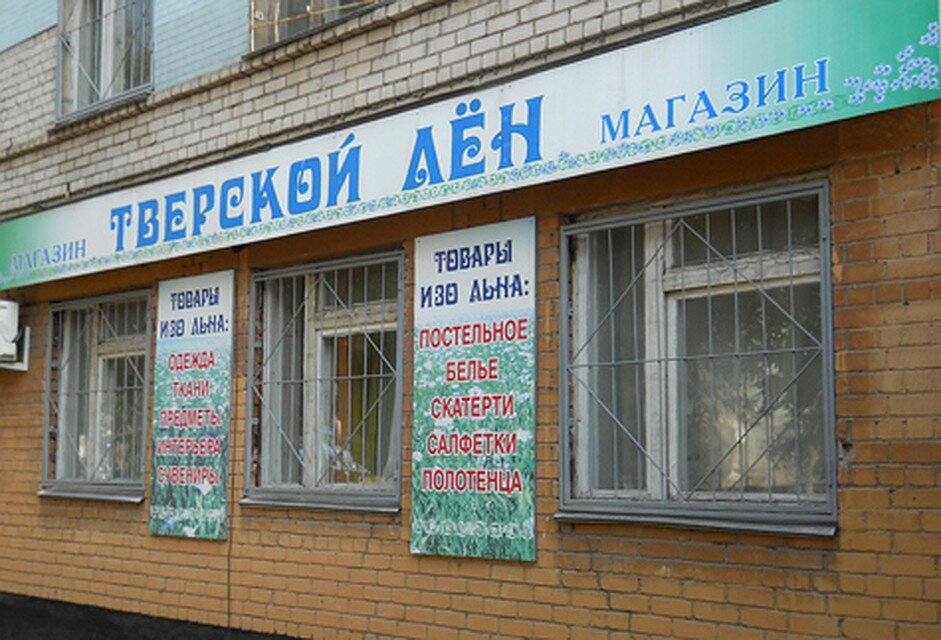 МАГАЗИН ТВЕРСКОЙ ЛЁН МАГАЗИН
ТОВАРЫ
ИЗО ЛЬНА:
ОДЕЖДА
ТКАНИ
ПРЕДМЕТЫ
ИНТЕРЬЕРА
СУВЕНИРЫ
ТОВАРЫ
ИЗО ЛЬНА:
ПОСТЕЛЬНОЕ
БЕЛЬЕ
СКАТЕРТИ
САЛФЕТКИ
ПОЛОТЕНЦА